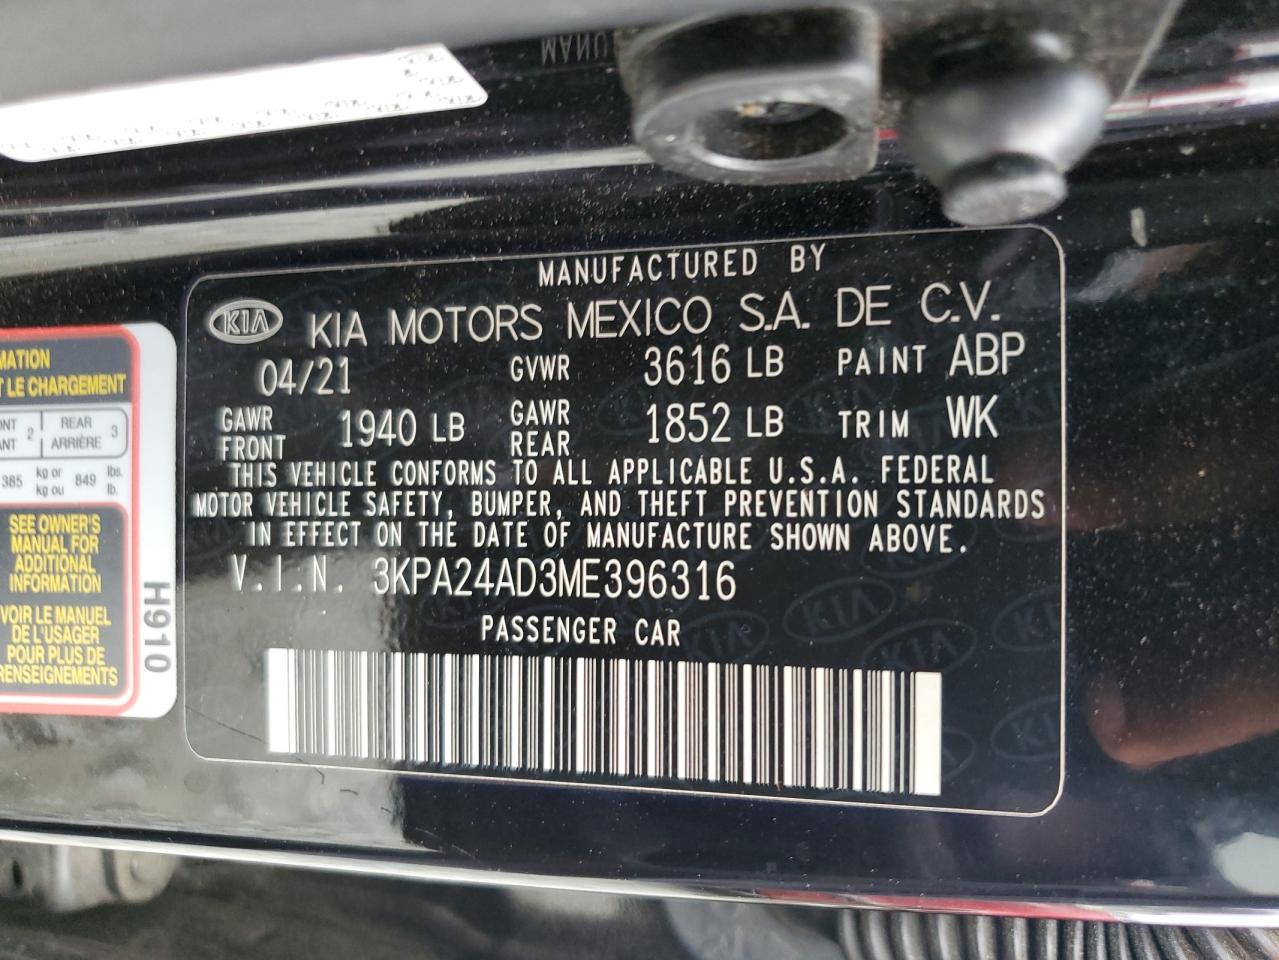 MANU
MANUFACTURED BY
KIA KIA MOTORS MEXICO S.A. DE C.V.
04/21 GVWR 3616 LB PAINT ABP
GAWR FRONT 1940 LB GAWR REAR 1852 LB TRIM WK
THIS VEHICLE CONFORMS TO ALL APPLICABLE U.S.A. FEDERAL
MOTOR VEHICLE SAFETY, BUMPER, AND THEFT PREVENTION STANDARDS
IN EFFECT ON THE DATE OF MANUFACTURE SHOWN ABOVE.
V.I.N. 3KPA24AD3ME396316
PASSENGER CAR
MATION
T LE CHARGEMENT
NT 2 REAR 3
ANT ARRIÈRE
385 kg or 849 lbs.
kg ou lb.
SEE OWNER'S
MANUAL FOR
ADDITIONAL
INFORMATION
VOIR LE MANUEL
DE L'USAGER
POUR PLUS DE
RENSEIGNEMENTS
H910